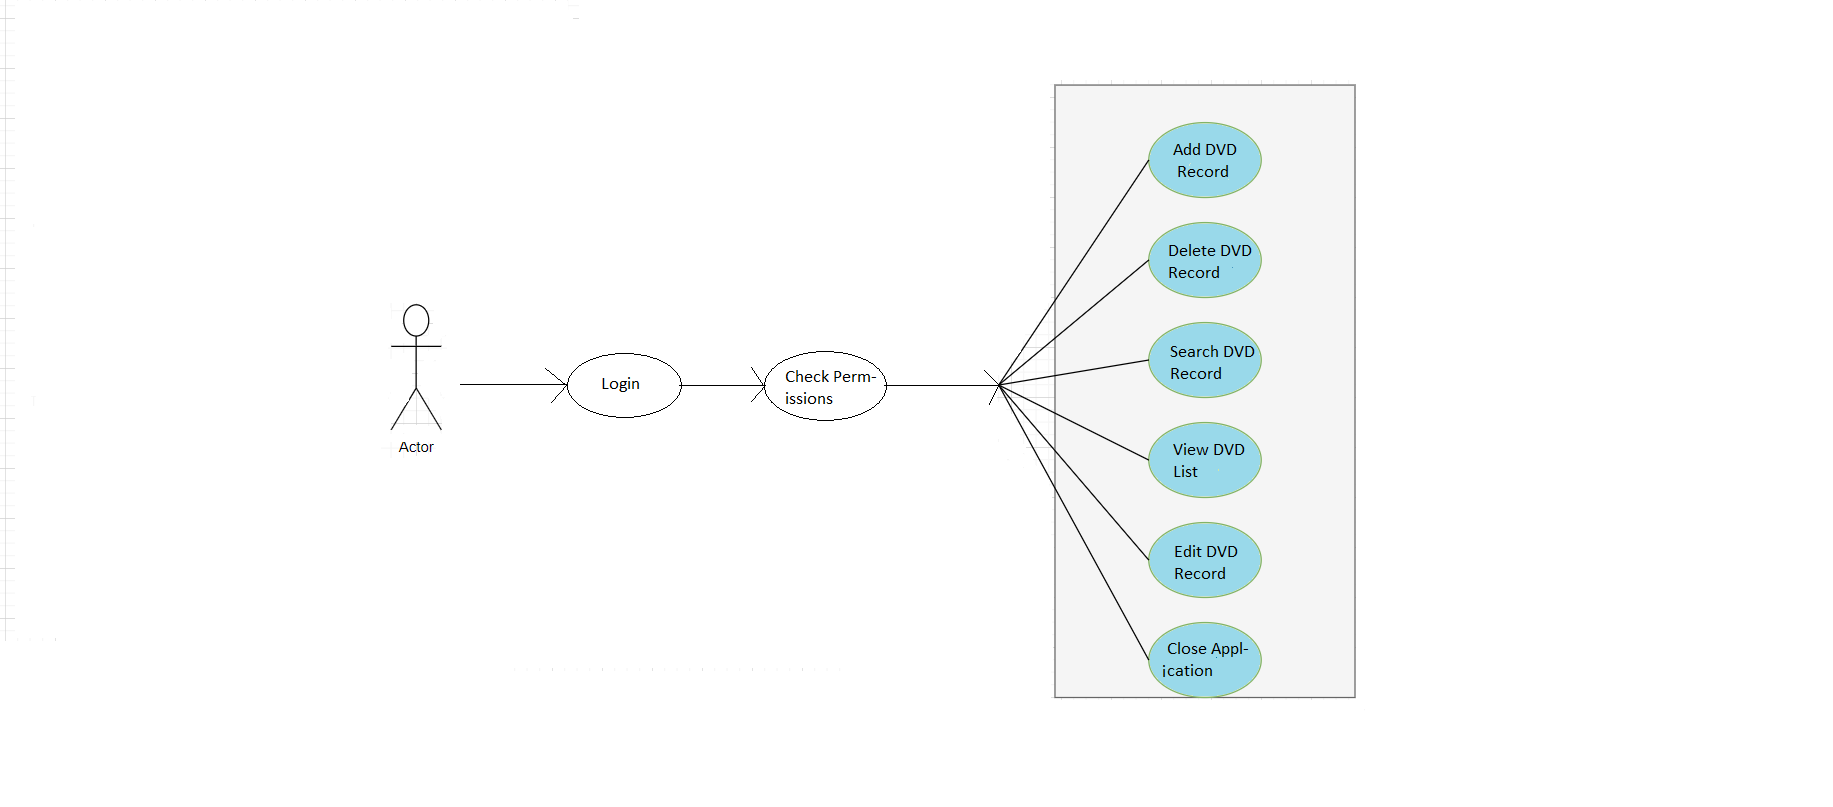 Actor
Login
Check Perm-
issions
Add DVD
Record
Delete DVD
Record
Search DVD
Record
View DVD
List
Edit DVD
Record
Close Appl-
ication